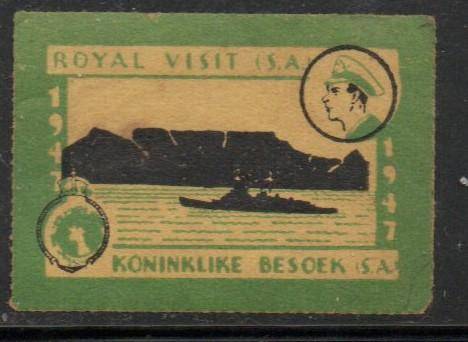 ROYAL VISIT (S.A.)
1947
1947
KONINKLIKE BESOEK (S.A.)